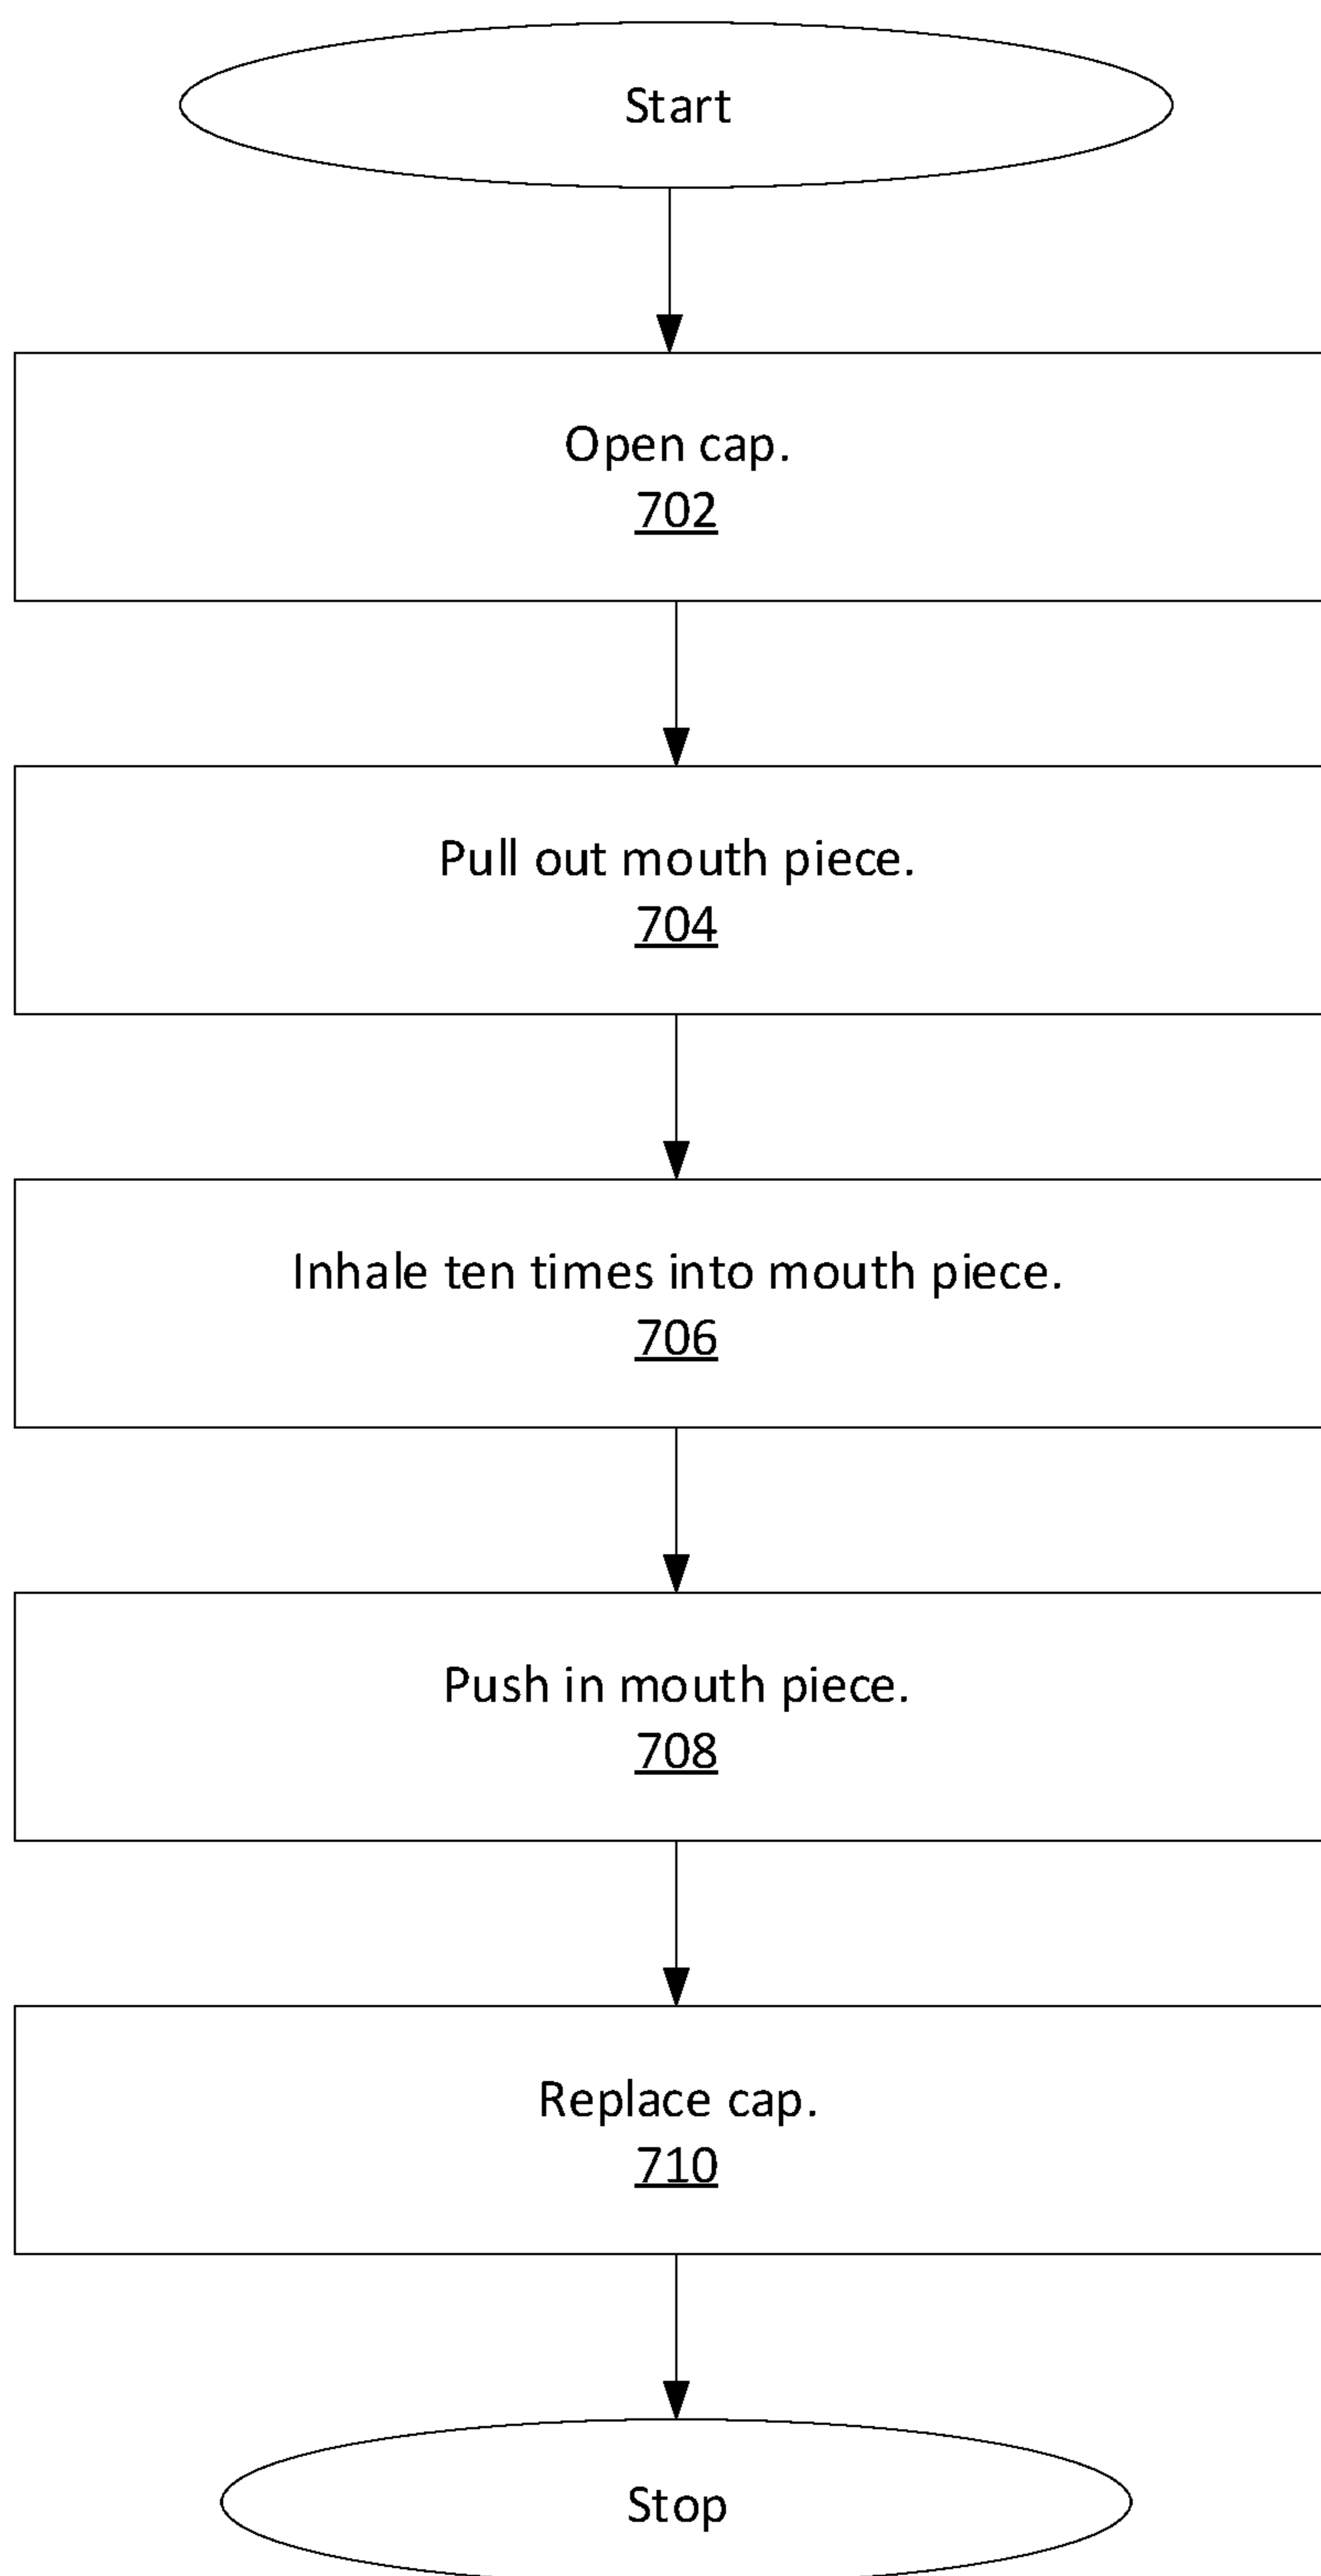 Start
Open cap.
702
Pull out mouth piece.
704
Inhale ten times into mouth piece.
706
Push in mouth piece.
708
Replace cap.
710
Stop